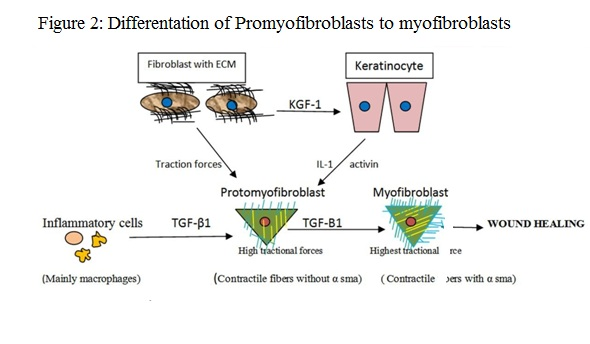 Figure 2: Differentation of Promyofibroblasts to myofibroblasts
Fibroblast with ECM
Keratinocyte
KGF-1
Traction forces
IL-1 activin
Protomyofibroblast
Myofibroblast
Inflammatory cells
TGF-β1
TGF-B1
WOUND HEALING
High tractional forces
Highest tractional rce
(Mainly macrophages)
(Contractile fibers without α sma)
( Contractile ers with α sma)